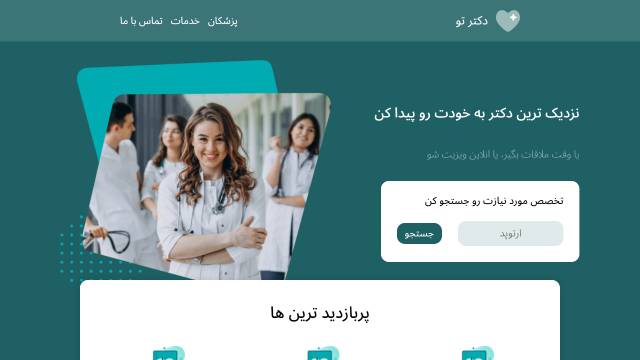 دکتر تو
پزشکان
خدمات
تماس با ما
نزدیک ترین دکتر به خودت رو پیدا کن
یا وقت ملاقات بگیر، یا انلاین ویزیت شو
تخصص مورد نیازت رو جستجو کن
ارتوپد
جستجو
پربازدید ترین ها